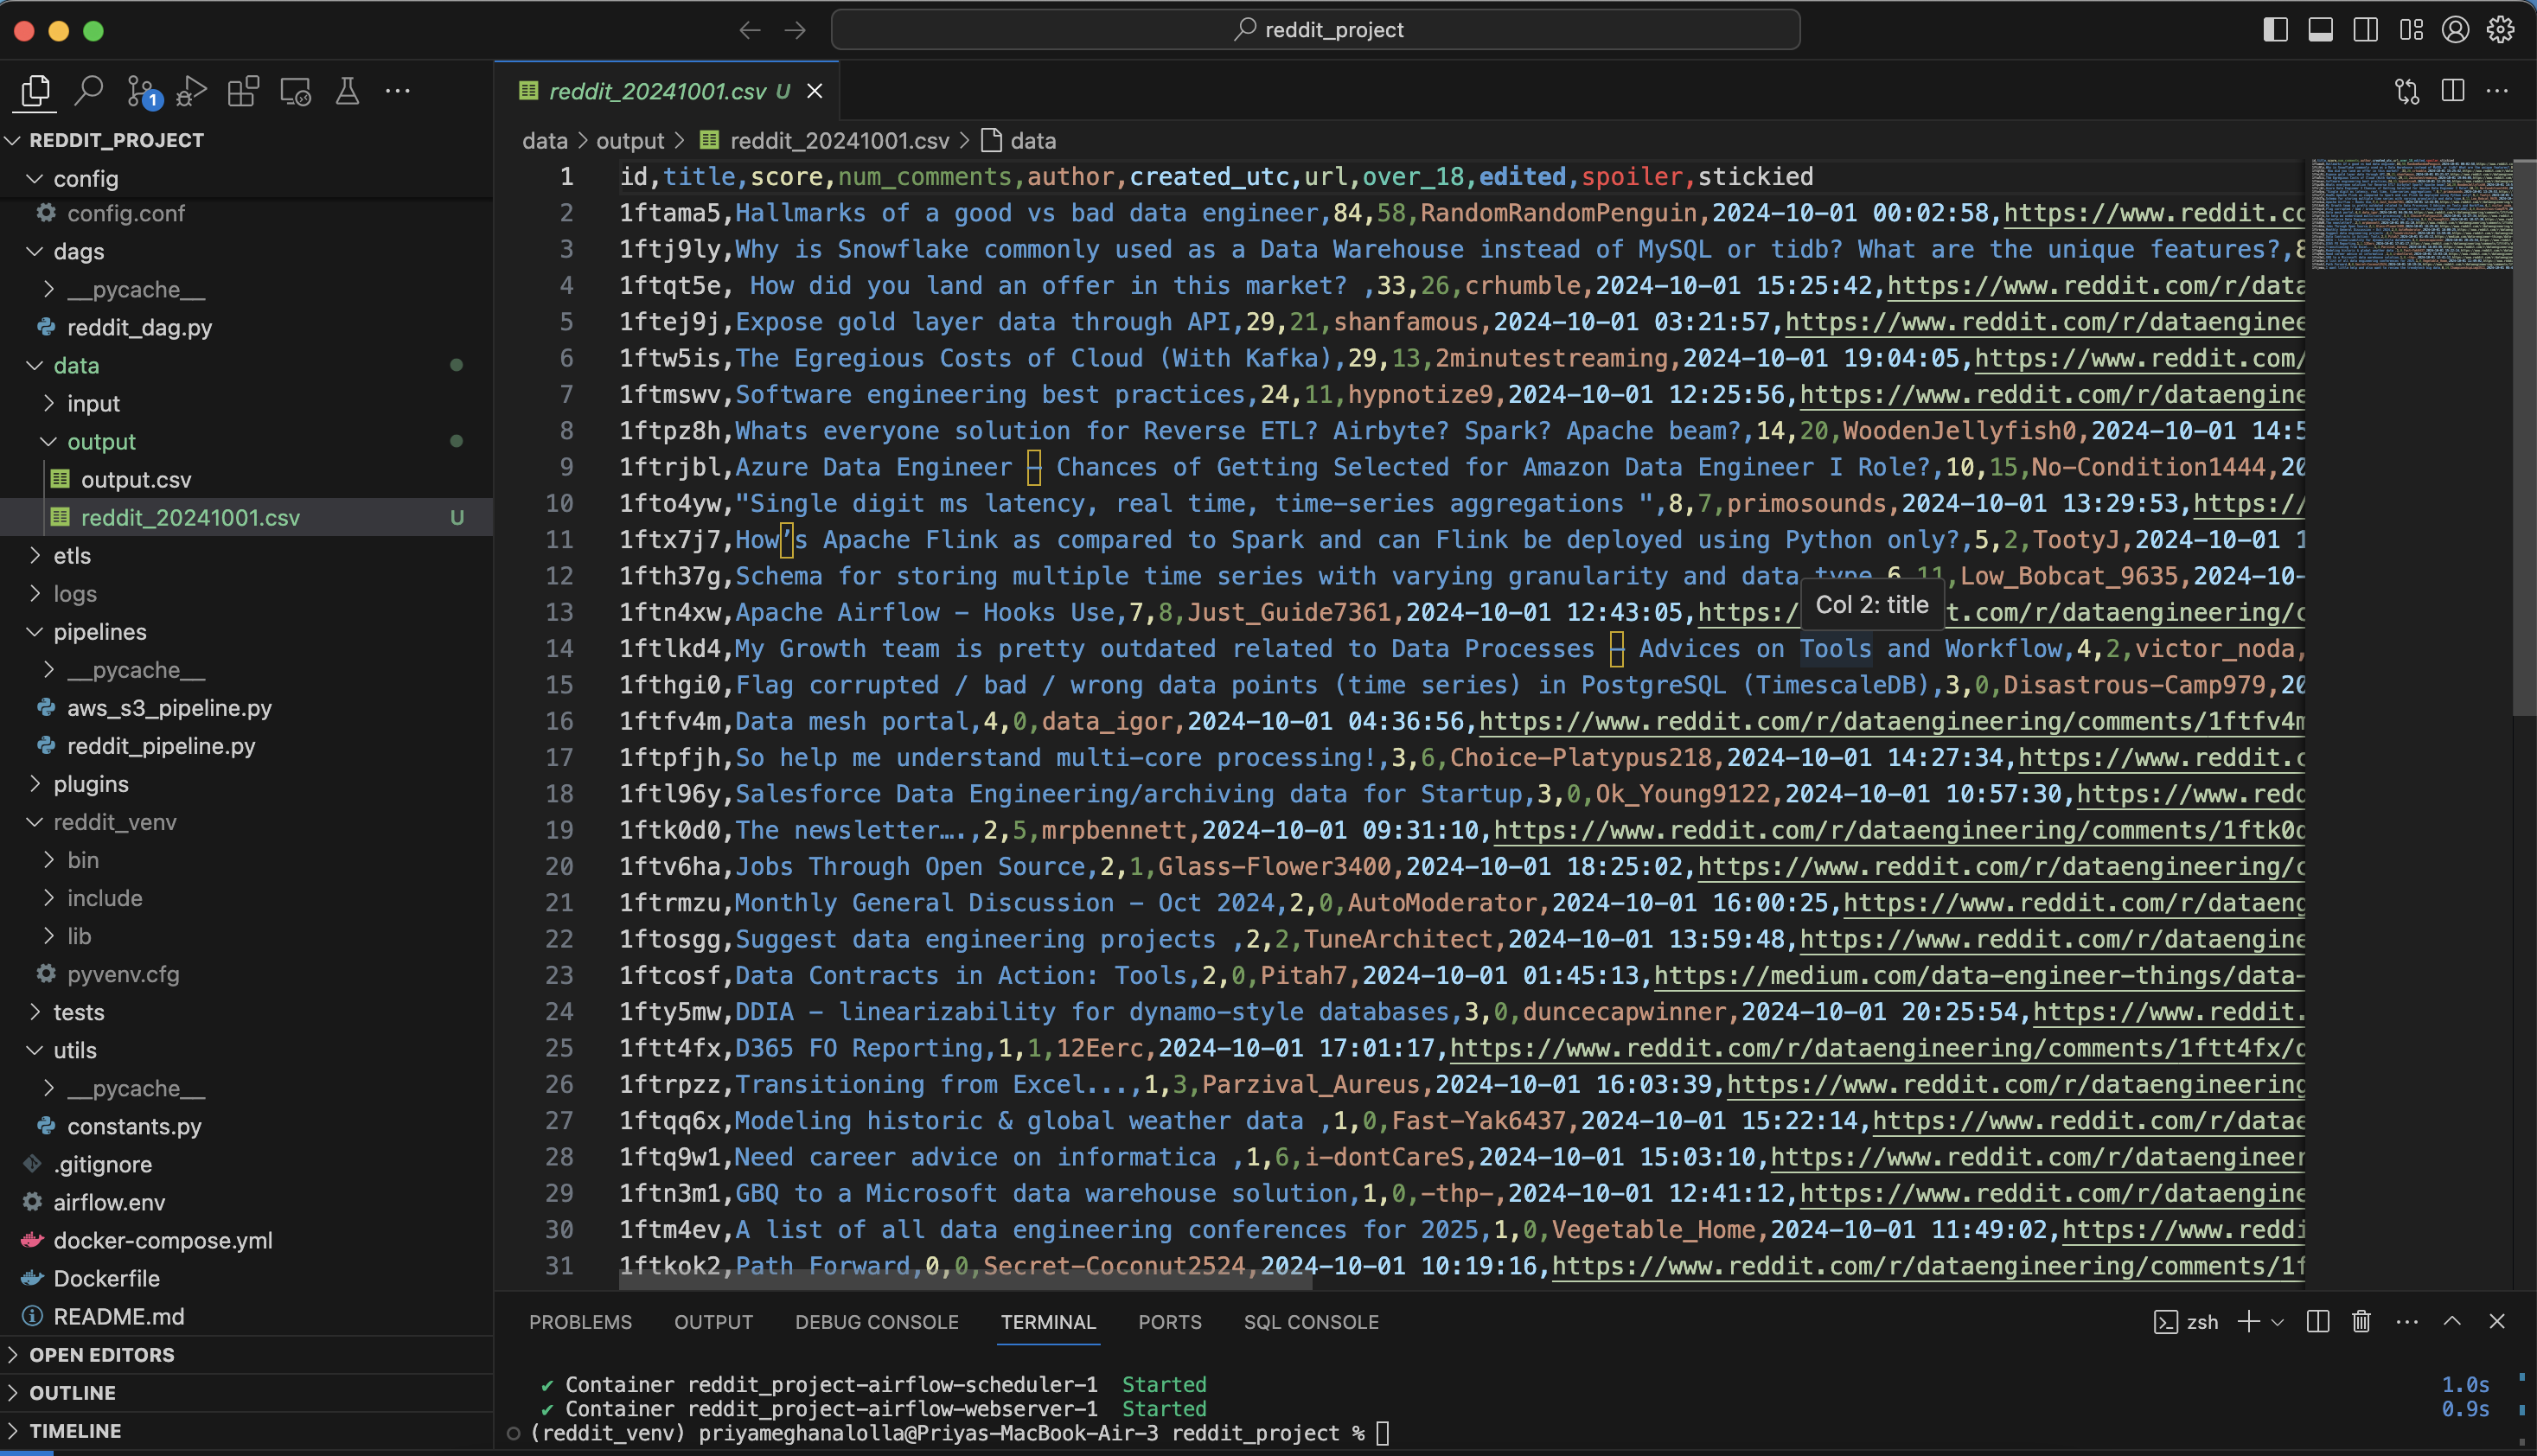 reddit_project
1
REDDIT_PROJECT
config
config.conf
dags
__pycache__
reddit_dag.py
data
input
output
output.csv
reddit_20241001.csv U
etls
logs
pipelines
__pycache__
aws_s3_pipeline.py
reddit_pipeline.py
plugins
reddit_venv
bin
include
lib
pyvenv.cfg
tests
utils
__pycache__
constants.py
.gitignore
airflow.env
docker-compose.yml
Dockerfile
README.md
OPEN EDITORS
OUTLINE
TIMELINE
reddit_20241001.csv U
data > output > reddit_20241001.csv > data
1 id,title,score,num_comments,author,created_utc,url,over_18,edited,spoiler,stickied
2 1ftama5,Hallmarks of a good vs bad data engineer,84,58,RandomRandomPenguin,2024-10-01 00:02:58,https://www.reddit.co
3 1ftj9ly,Why is Snowflake commonly used as a Data Warehouse instead of MySQL or tidb? What are the unique features?,8
4 1ftqt5e, How did you land an offer in this market? ,33,26,crhumble,2024-10-01 15:25:42,https://www.reddit.com/r/data
5 1ftej9j,Expose gold layer data through API,29,21,shanfamous,2024-10-01 03:21:57,https://www.reddit.com/r/dataenginee
6 1ftw5is,The Egregious Costs of Cloud (With Kafka),29,13,2minutestreaming,2024-10-01 19:04:05,https://www.reddit.com/
7 1ftmswv,Software engineering best practices,24,11,hypnotize9,2024-10-01 12:25:56,https://www.reddit.com/r/dataengine
8 1ftpz8h,Whats everyone solution for Reverse ETL? Airbyte? Spark? Apache beam?,14,20,WoodenJellyfish0,2024-10-01 14:5
9 1ftrjbl,Azure Data Engineer – Chances of Getting Selected for Amazon Data Engineer I Role?,10,15,No-Condition1444,20
10 1fto4yw,"Single digit ms latency, real time, time-series aggregations ",8,7,primosounds,2024-10-01 13:29:53,https://
11 1ftx7j7,How’s Apache Flink as compared to Spark and can Flink be deployed using Python only?,5,2,TootyJ,2024-10-01 1
12 1fth37g,Schema for storing multiple time series with varying granularity and data type,6,11,Low_Bobcat_9635,2024-10-
13 1ftn4xw,Apache Airflow - Hooks Use,7,8,Just_Guide7361,2024-10-01 12:43:05,https:/ t.com/r/dataengineering/c
Col 2: title
14 1ftlkd4,My Growth team is pretty outdated related to Data Processes – Advices on Tools and Workflow,4,2,victor_noda,
15 1fthgi0,Flag corrupted / bad / wrong data points (time series) in PostgreSQL (TimescaleDB),3,0,Disastrous-Camp979,20
16 1ftfv4m,Data mesh portal,4,0,data_igor,2024-10-01 04:36:56,https://www.reddit.com/r/dataengineering/comments/1ftfv4m
17 1ftpfjh,So help me understand multi-core processing!,3,6,Choice-Platypus218,2024-10-01 14:27:34,https://www.reddit.c
18 1ftl96y,Salesforce Data Engineering/archiving data for Startup,3,0,Ok_Young9122,2024-10-01 10:57:30,https://www.redd
19 1ftk0d0,The newsletter….,2,5,mrpbennett,2024-10-01 09:31:10,https://www.reddit.com/r/dataengineering/comments/1ftk0d
20 1ftv6ha,Jobs Through Open Source,2,1,Glass-Flower3400,2024-10-01 18:25:02,https://www.reddit.com/r/dataengineering/c
21 1ftrmzu,Monthly General Discussion - Oct 2024,2,0,AutoModerator,2024-10-01 16:00:25,https://www.reddit.com/r/dataeng
22 1ftosgg,Suggest data engineering projects ,2,2,TuneArchitect,2024-10-01 13:59:48,https://www.reddit.com/r/dataengine
23 1ftcosf,Data Contracts in Action: Tools,2,0,Pitah7,2024-10-01 01:45:13,https://medium.com/data-engineer-things/data-
24 1fty5mw,DDIA - linearizability for dynamo-style databases,3,0,duncecapwinner,2024-10-01 20:25:54,https://www.reddit.
25 1ftt4fx,D365 FO Reporting,1,1,12Eerc,2024-10-01 17:01:17,https://www.reddit.com/r/dataengineering/comments/1ftt4fx/d
26 1ftrpzz,Transitioning from Excel...,1,3,Parzival_Aureus,2024-10-01 16:03:39,https://www.reddit.com/r/dataengineering
27 1ftqq6x,Modeling historic & global weather data ,1,0,Fast-Yak6437,2024-10-01 15:22:14,https://www.reddit.com/r/datae
28 1ftq9w1,Need career advice on informatica ,1,6,i-dontCareS,2024-10-01 15:03:10,https://www.reddit.com/r/dataengineer
29 1ftn3m1,GBQ to a Microsoft data warehouse solution,1,0,-thp-,2024-10-01 12:41:12,https://www.reddit.com/r/dataengine
30 1ftm4ev,A list of all data engineering conferences for 2025,1,0,Vegetable_Home,2024-10-01 11:49:02,https://www.reddi
31 1ftkok2,Path Forward,0,0,Secret-Coconut2524,2024-10-01 10:19:16,https://www.reddit.com/r/dataengineering/comments/1f
PROBLEMS OUTPUT DEBUG CONSOLE TERMINAL PORTS SQL CONSOLE zsh
✔ Container reddit_project-airflow-scheduler-1 Started 1.0s
✔ Container reddit_project-airflow-webserver-1 Started 0.9s
(reddit_venv) priyameghanalolla@Priyas-MacBook-Air-3 reddit_project %